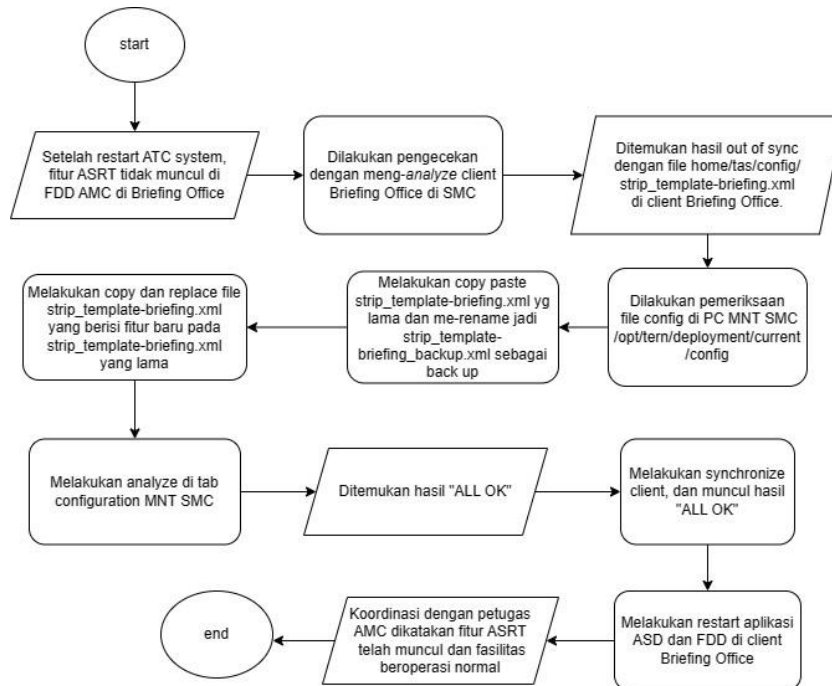 start
Setelah restart ATC system,
fitur ASRT tidak muncul di
FDD AMC di Briefing Office
Dilakukan pengecekan
dengan meng-analyze client
Briefing Office di SMC
Ditemukan hasil out of sync
dengan file home/tas/config/
strip_template-briefing.xml
di client Briefing Office.
Dilakukan pemeriksaan
file config di PC MNT SMC
/opt/tern/deployment/current
/config
Melakukan copy paste
strip_template-briefing.xml yg
lama dan me-rename jadi
strip_template-
briefing_backup.xml sebagai
back up
Melakukan copy dan replace file
strip_template-briefing.xml
yang berisi fitur baru pada
strip_template-briefing.xml
yang lama
Melakukan analyze di tab
configuration MNT SMC
Ditemukan hasil "ALL OK"
Melakukan synchronize
client, dan muncul hasil
"ALL OK"
Melakukan restart aplikasi
ASD dan FDD di client
Briefing Office
Koordinasi dengan petugas
AMC dikatakan fitur ASRT
telah muncul dan fasilitas
beroperasi normal
end